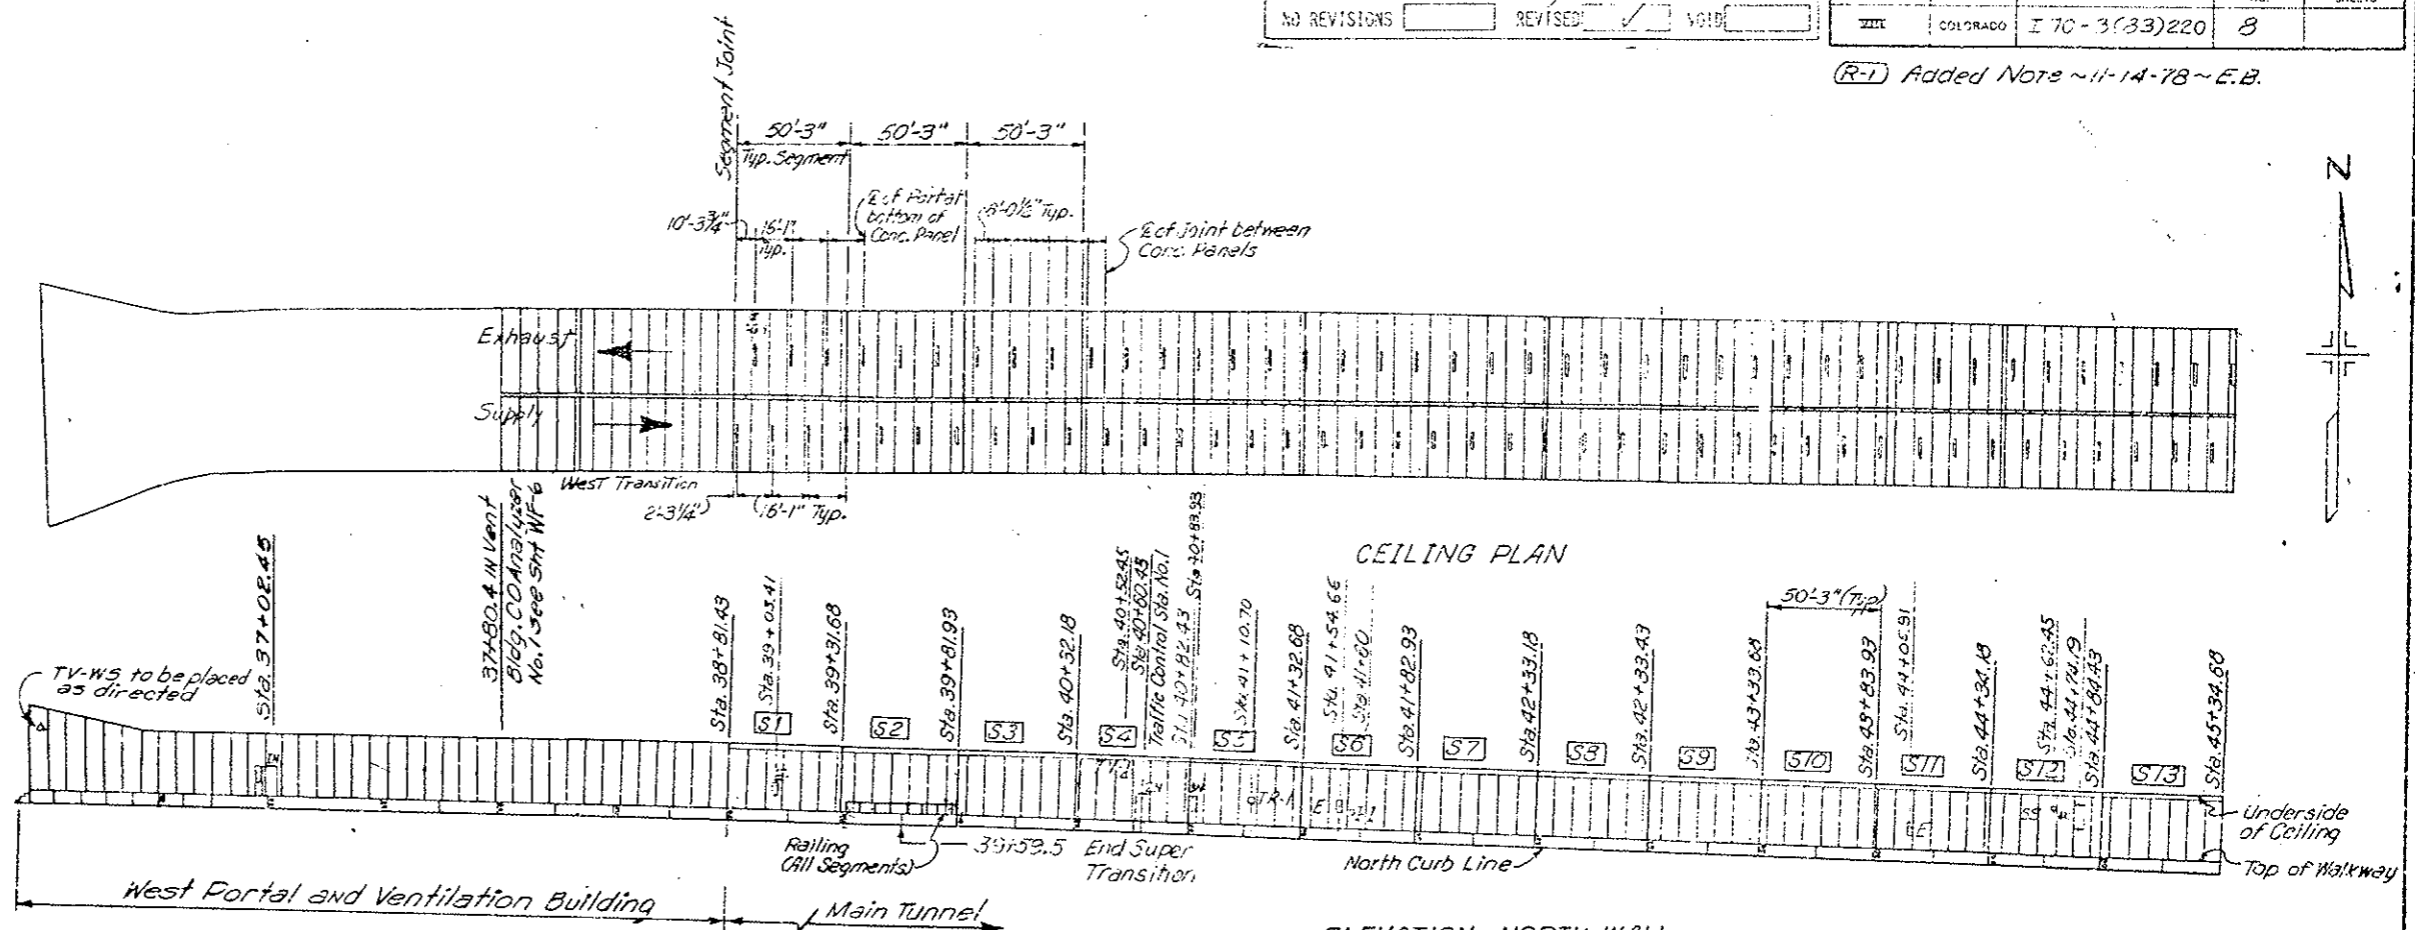 NO REVISIONS REVISED ✓ VOID
VIII COLORADO I 70-3(33)220 8
(R-1) Added Note ~ 11-14-78 ~ E.B.
Segment Joint
50'-3" 50'-3" 50'-3"
Typ. Segment
10'-3¾"
16'-1"
Typ.
℄ of Portal
bottom of
Conc. Panel
8'-0½" Typ.
℄ of Joint between
Conc. Panels
N
Exhaust
Supply
West Transition
2'-3¼"
16'-1" Typ.
CEILING PLAN
Sta. 37+02.45
37+80.4 IN Vent
Bldg. CO Analyzer
No. 1 see Sht WF-6
Sta. 38+81.43
Sta. 39+03.41
Sta. 39+31.68
Sta. 39+81.93
Sta. 40+32.18
Sta. 40+52.45
Sta. 40+60.45
Traffic Control Sta. No. 1
Sta. 40+82.43
Sta. 40+83.93
Sta. 41+10.70
Sta. 41+32.68
Sta. 41+54.66
Sta. 41+60
Sta. 41+82.93
Sta. 42+33.18
Sta. 42+33.43
Sta. 43+33.68
50'-3" (Typ)
Sta. 43+83.93
Sta. 44+05.91
Sta. 44+34.18
Sta. 44+62.45
Sta. 44+74.19
Sta. 44+84.43
Sta. 45+34.68
TV-WS to be placed
as directed
S1 S2 S3 S4 S5 S6 S7 S8 S9 S10 S11 S12 S13
TR-1
E
E
Railing
(All Segments)
39+59.5 End Super
Transition
North Curb Line
Underside
of Ceiling
Top of Walkway
West Portal and Ventilation Building
Main Tunnel
ELEVATION NORTH WALL